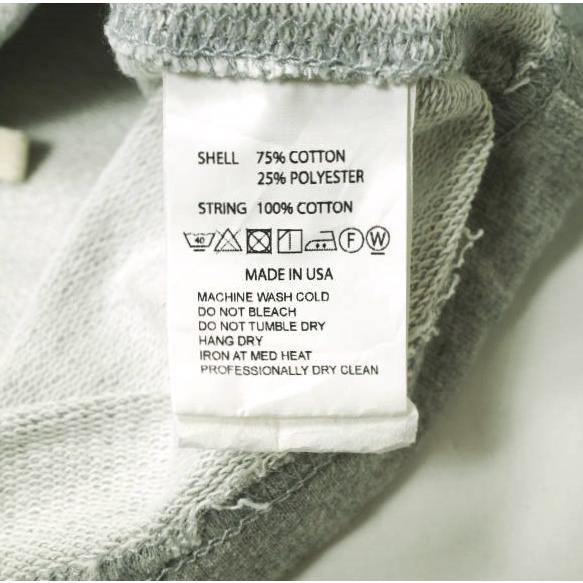 SHELL 75% COTTON
25% POLYESTER
STRING 100% COTTON
40 F W
MADE IN USA
MACHINE WASH COLD
DO NOT BLEACH
DO NOT TUMBLE DRY
HANG DRY
IRON AT MED HEAT
PROFESSIONALLY DRY CLEAN